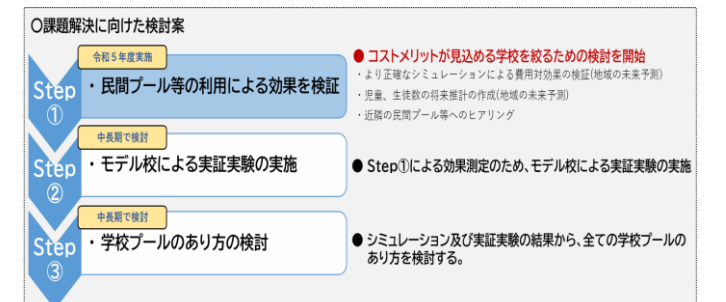 〇課題解決に向けた検討案
令和5年度実施
Step
①
・民間プール等の利用による効果を検証
● コストメリットが見込める学校を絞るための検討を開始
・より正確なシミュレーションによる費用対効果の検証(地域の未来予測)
・児童、生徒数の将来推計の作成(地域の未来予測)
・近隣の民間プール等へのヒアリング
中長期で検討
Step
②
・モデル校による実証実験の実施
● Step①による効果測定のため、モデル校による実証実験の実施
中長期で検討
Step
③
・学校プールのあり方の検討
● シミュレーション及び実証実験の結果から、全ての学校プールの
あり方を検討する。